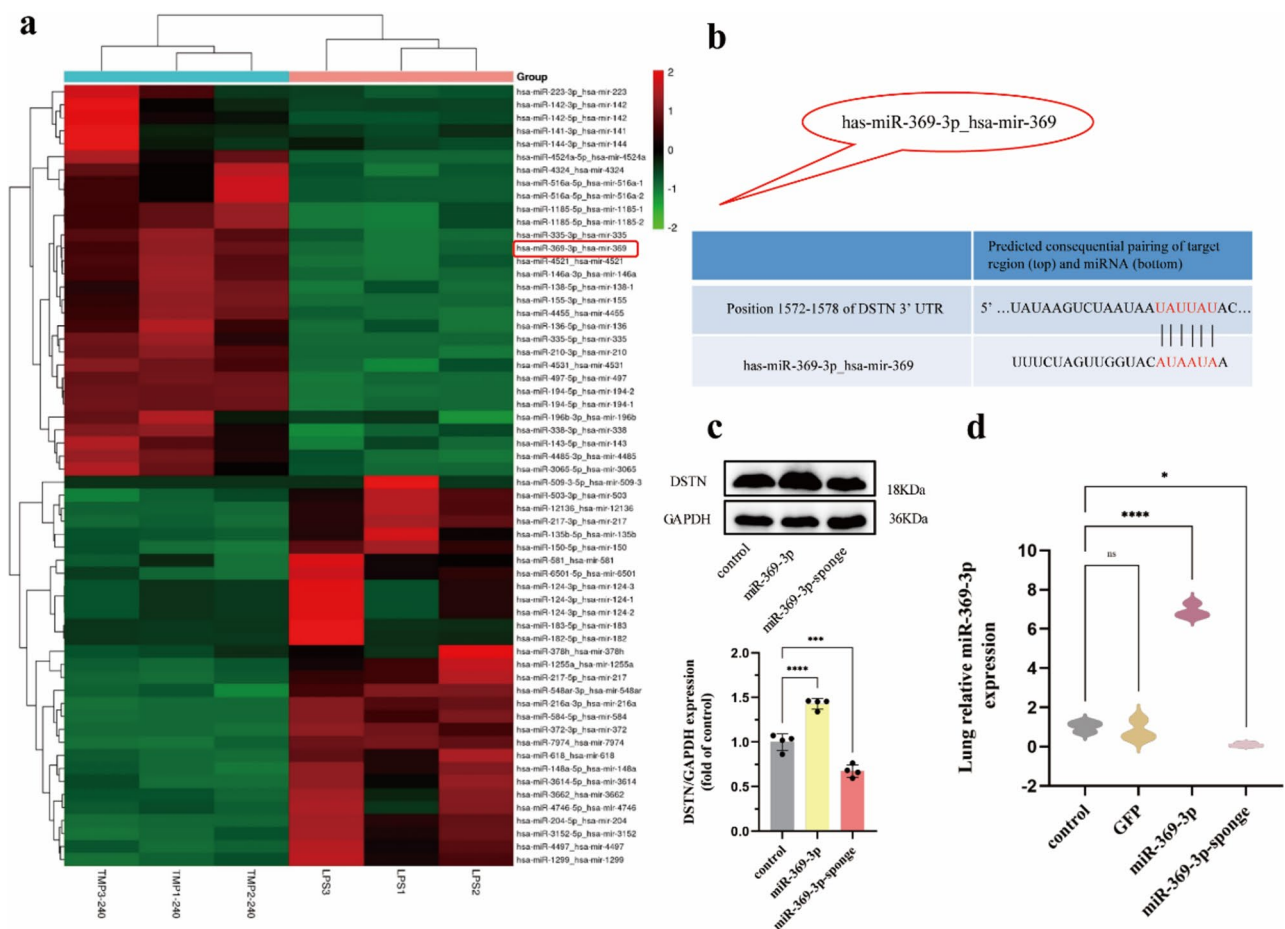 a
Group
2
1
0
-1
-2
hsa-miR-223-3p_hsa-mir-223
hsa-miR-142-3p_hsa-mir-142
hsa-miR-142-5p_hsa-mir-142
hsa-miR-141-3p_hsa-mir-141
hsa-miR-144-3p_hsa-mir-144
hsa-miR-4524a-5p_hsa-mir-4524a
hsa-miR-4324_hsa-mir-4324
hsa-miR-516a-5p_hsa-mir-516a-1
hsa-miR-516a-5p_hsa-mir-516a-2
hsa-miR-1185-5p_hsa-mir-1185-1
hsa-miR-1185-5p_hsa-mir-1185-2
hsa-miR-335-3p_hsa-mir-335
hsa-miR-369-3p_hsa-mir-369
hsa-miR-4521_hsa-mir-4521
hsa-miR-146a-3p_hsa-mir-146a
hsa-miR-138-5p_hsa-mir-138-1
hsa-miR-155-3p_hsa-mir-155
hsa-miR-4455_hsa-mir-4455
hsa-miR-136-5p_hsa-mir-136
hsa-miR-335-5p_hsa-mir-335
hsa-miR-210-3p_hsa-mir-210
hsa-miR-4531_hsa-mir-4531
hsa-miR-497-5p_hsa-mir-497
hsa-miR-194-5p_hsa-mir-194-2
hsa-miR-194-5p_hsa-mir-194-1
hsa-miR-196b-3p_hsa-mir-196b
hsa-miR-338-3p_hsa-mir-338
hsa-miR-143-5p_hsa-mir-143
hsa-miR-4485-3p_hsa-mir-4485
hsa-miR-3065-5p_hsa-mir-3065
hsa-miR-509-3-5p_hsa-mir-509-3
hsa-miR-503-3p_hsa-mir-503
hsa-miR-12136_hsa-mir-12136
hsa-miR-217-3p_hsa-mir-217
hsa-miR-135b-5p_hsa-mir-135b
hsa-miR-150-5p_hsa-mir-150
hsa-miR-581_hsa-mir-581
hsa-miR-6501-5p_hsa-mir-6501
hsa-miR-124-3p_hsa-mir-124-3
hsa-miR-124-3p_hsa-mir-124-1
hsa-miR-124-3p_hsa-mir-124-2
hsa-miR-183-5p_hsa-mir-183
hsa-miR-182-5p_hsa-mir-182
hsa-miR-378h_hsa-mir-378h
hsa-miR-1255a_hsa-mir-1255a
hsa-miR-217-5p_hsa-mir-217
hsa-miR-548ar-3p_hsa-mir-548ar
hsa-miR-216a-3p_hsa-mir-216a
hsa-miR-584-5p_hsa-mir-584
hsa-miR-372-3p_hsa-mir-372
hsa-miR-7974_hsa-mir-7974
hsa-miR-618_hsa-mir-618
hsa-miR-148a-5p_hsa-mir-148a
hsa-miR-3614-5p_hsa-mir-3614
hsa-miR-3662_hsa-mir-3662
hsa-miR-4746-5p_hsa-mir-4746
hsa-miR-204-5p_hsa-mir-204
hsa-miR-3152-5p_hsa-mir-3152
hsa-miR-4497_hsa-mir-4497
hsa-miR-1299_hsa-mir-1299
TMP3-240
TMP1-240
TMP2-240
LPS3
LPS1
LPS2
b
has-miR-369-3p_hsa-mir-369
Predicted consequential pairing of target
region (top) and miRNA (bottom)
Position 1572-1578 of DSTN 3' UTR
5' ...UAUAAGUCUAAUAAUAUUAUAC...
has-miR-369-3p_hsa-mir-369
UUUCUAGUUGGUACAUAAUAA
c
DSTN
18KDa
GAPDH
36KDa
control
miR-369-3p
miR-369-3p-sponge
DSTN/GAPDH expression
(fold of control)
2.0
1.5
1.0
0.5
0.0
***
****
control
miR-369-3p
miR-369-3p-sponge
d
Lung relative miR-369-3p
expression
10
8
6
4
2
0
-2
*
****
ns
control
GFP
miR-369-3p
miR-369-3p-sponge